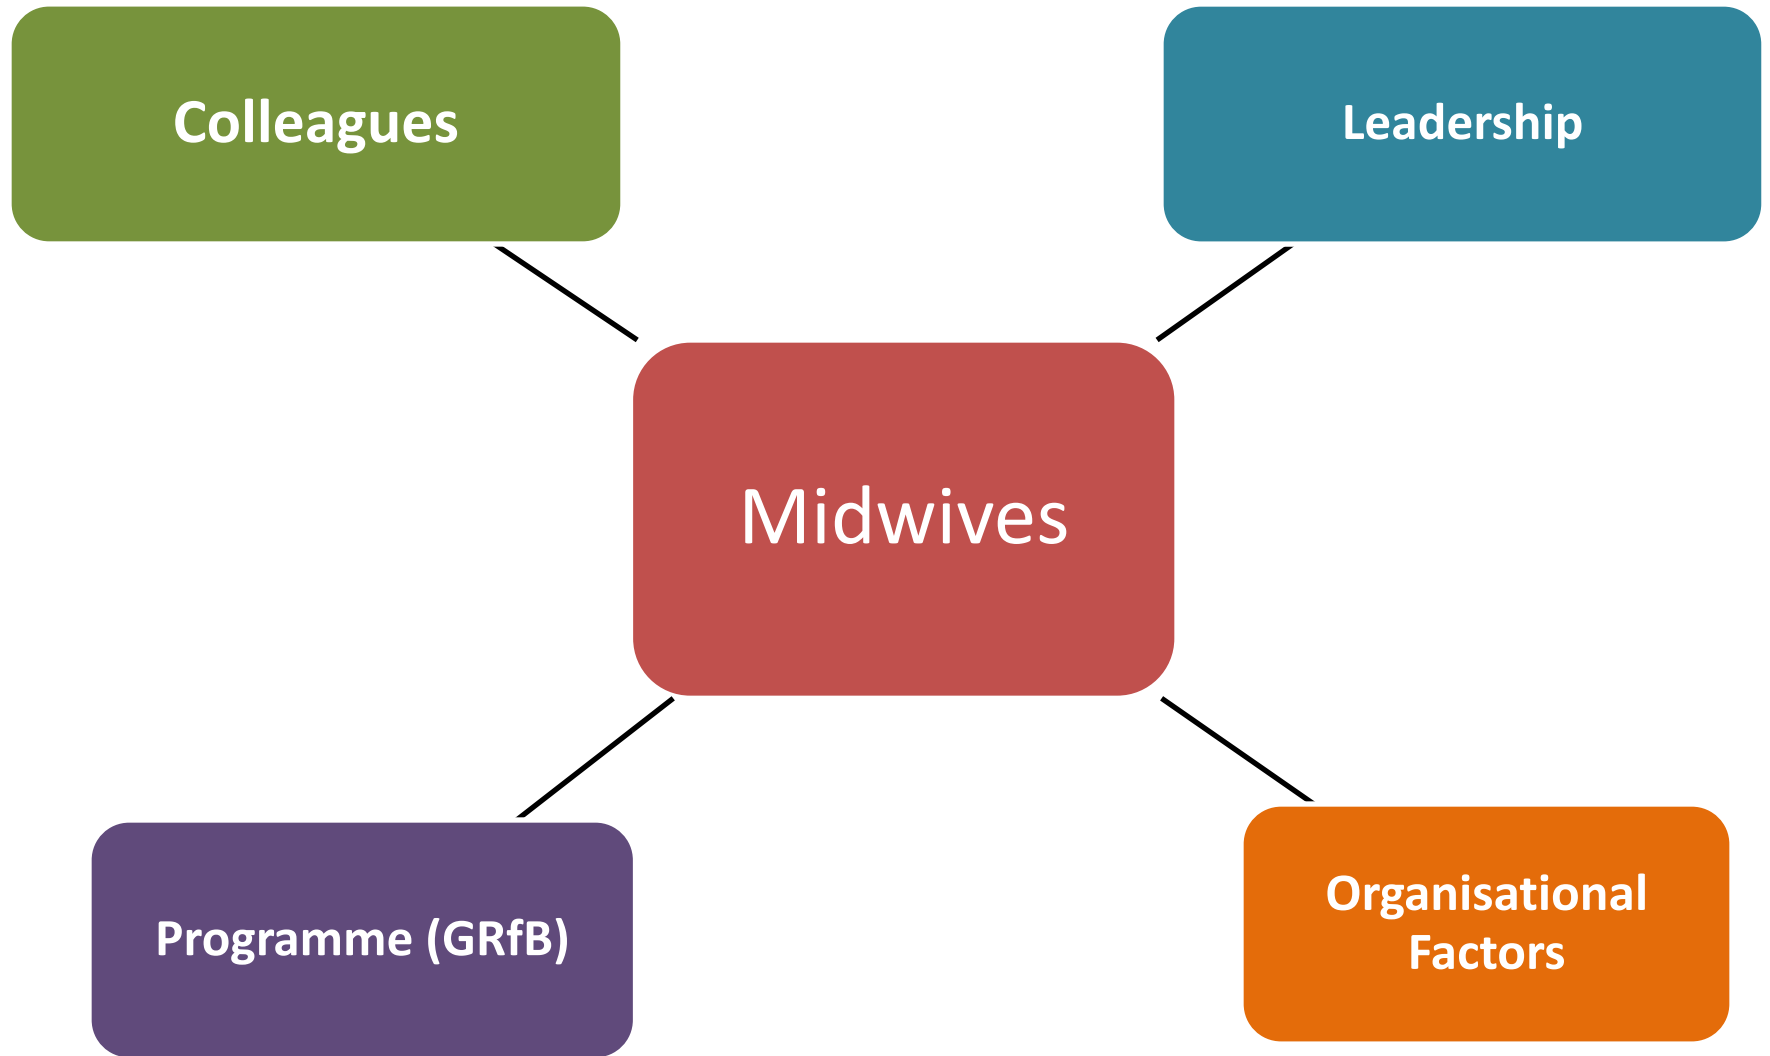 Colleagues
Leadership
Midwives
Programme (GRfB)
Organisational
Factors